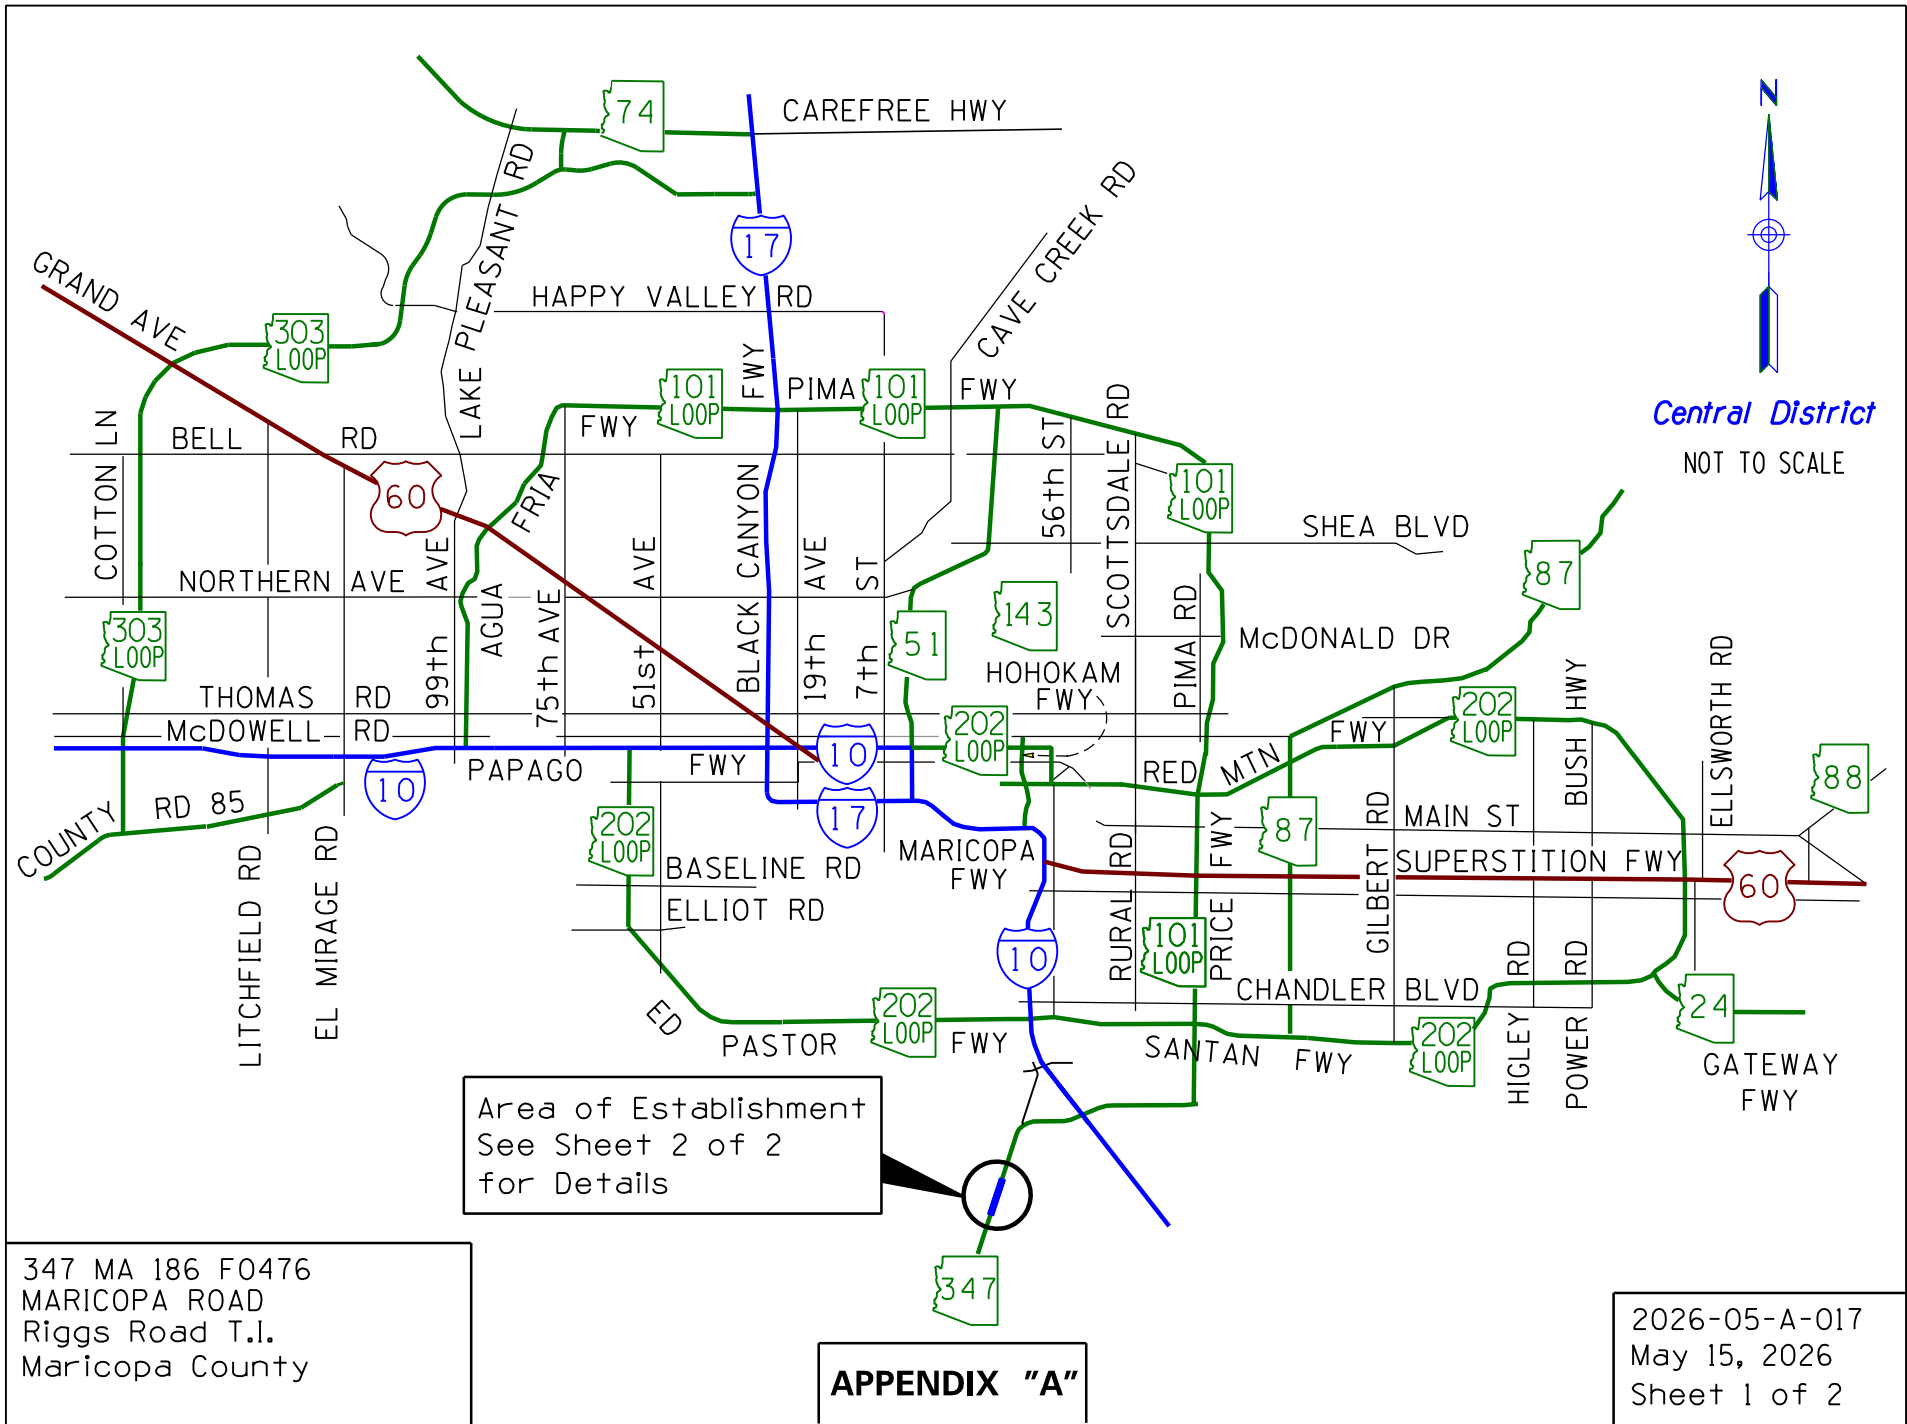 74
CAREFREE HWY
N
LAKE PLEASANT RD
CAVE CREEK RD
17
GRAND AVE
HAPPY VALLEY RD
303
LOOP
101
LOOP
FWY
PIMA
101
LOOP
FWY
Central District
NOT TO SCALE
COTTON LN
BELL RD
FWY
60
FRIA
56th ST
SCOTTSDALE RD
101
LOOP
SHEA BLVD
87
NORTHERN AVE
99th AVE
AGUA
75th AVE
51st AVE
BLACK CANYON
19th AVE
7th ST
51
143
HOHOKAM
FWY
PIMA RD
McDONALD DR
303
LOOP
THOMAS RD
McDOWELL RD
PAPAGO
FWY
10
202
LOOP
RED MTN FWY
202
LOOP
BUSH HWY
ELLSWORTH RD
88
10
17
COUNTY RD 85
LITCHFIELD RD
EL MIRAGE RD
202
LOOP
BASELINE RD
ELLIOT RD
MARICOPA
FWY
RURAL RD
PRICE FWY
87
GILBERT RD
MAIN ST
SUPERSTITION FWY
60
10
101
LOOP
CHANDLER BLVD
HIGLEY RD
POWER RD
24
GATEWAY
FWY
ED
PASTOR
202
LOOP
FWY
SANTAN FWY
202
LOOP
Area of Establishment
See Sheet 2 of 2
for Details
347
347 MA 186 F0476
MARICOPA ROAD
Riggs Road T.I.
Maricopa County
APPENDIX "A"
2026-05-A-017
May 15, 2026
Sheet 1 of 2